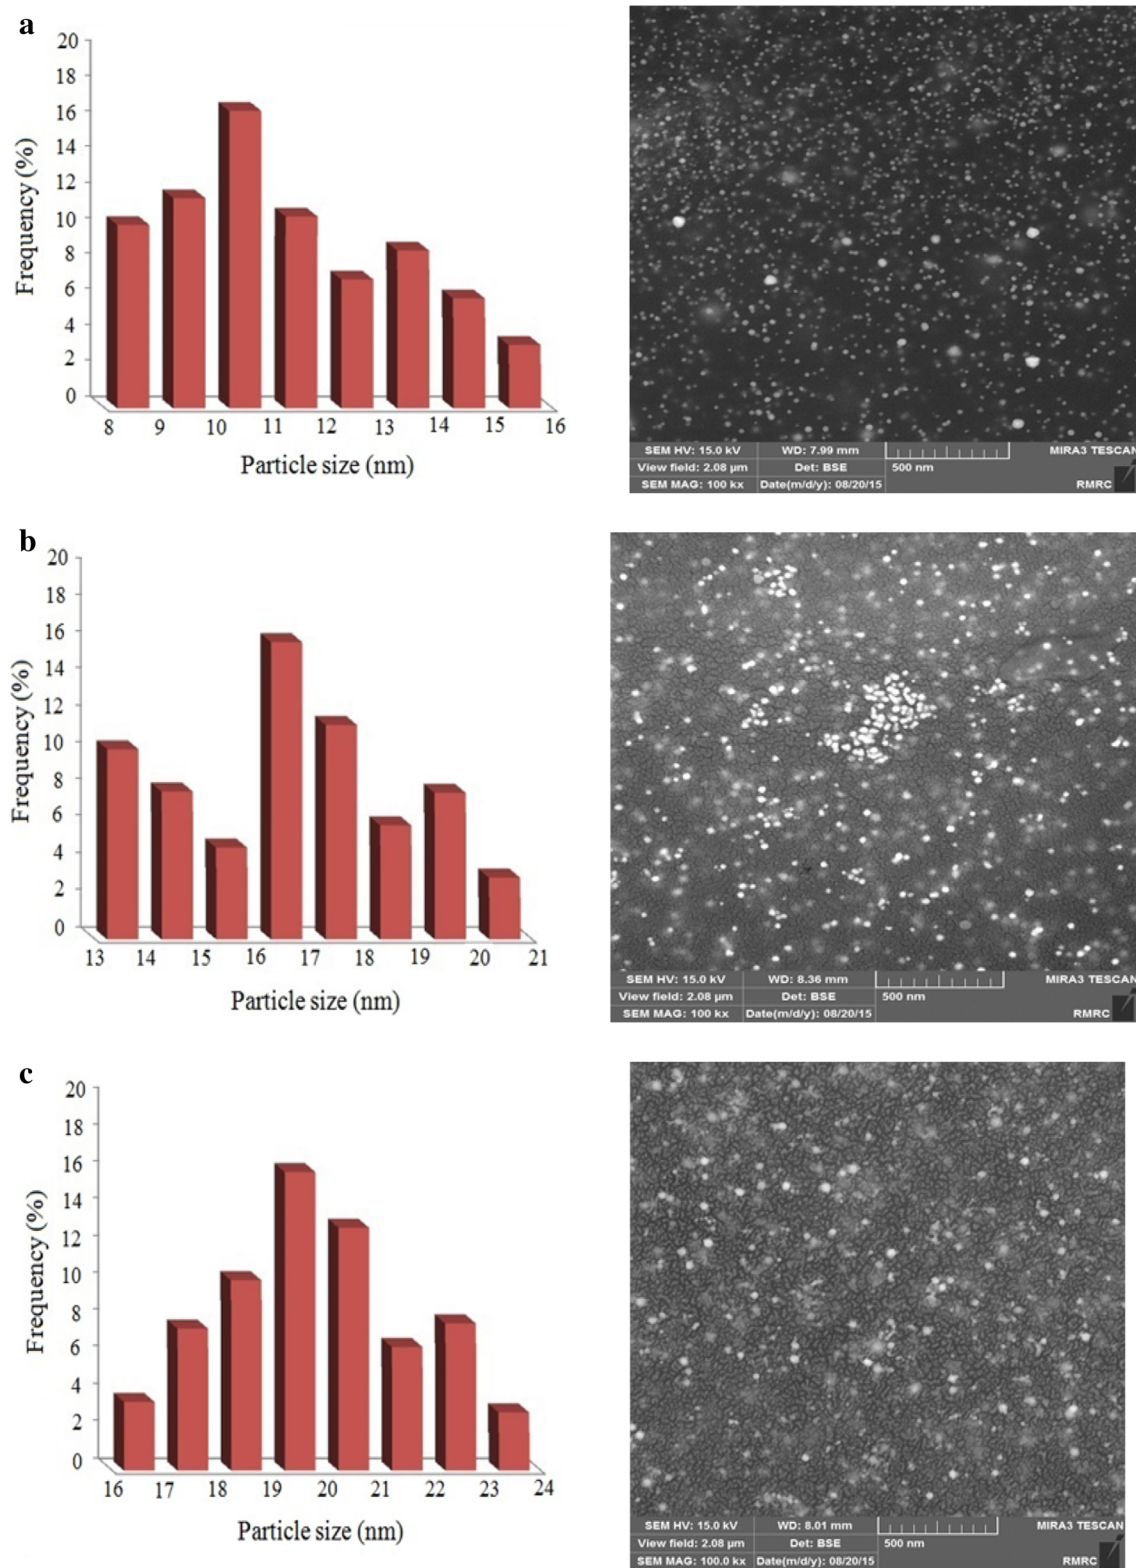 a
20
18
16
14
12
10
8
6
4
2
0
Frequency (%)
8 9 10 11 12 13 14 15 16
Particle size (nm)
SEM HV: 15.0 kV WD: 7.99 mm MIRA3 TESCAN
View field: 2.08 µm Det: BSE 500 nm
SEM MAG: 100 kx Date(m/d/y): 08/20/15 RMRC
b
20
18
16
14
12
10
8
6
4
2
0
Frequency (%)
13 14 15 16 17 18 19 20 21
Particle size (nm)
SEM HV: 15.0 kV WD: 8.36 mm MIRA3 TESCAN
View field: 2.08 µm Det: BSE 500 nm
SEM MAG: 100 kx Date(m/d/y): 08/20/15 RMRC
c
20
18
16
14
12
10
8
6
4
2
0
Frequency (%)
16 17 18 19 20 21 22 23 24
Particle size (nm)
SEM HV: 15.0 kV WD: 8.01 mm MIRA3 TESCAN
View field: 2.08 µm Det: BSE 500 nm
SEM MAG: 100.0 kx Date(m/d/y): 08/20/15 RMRC